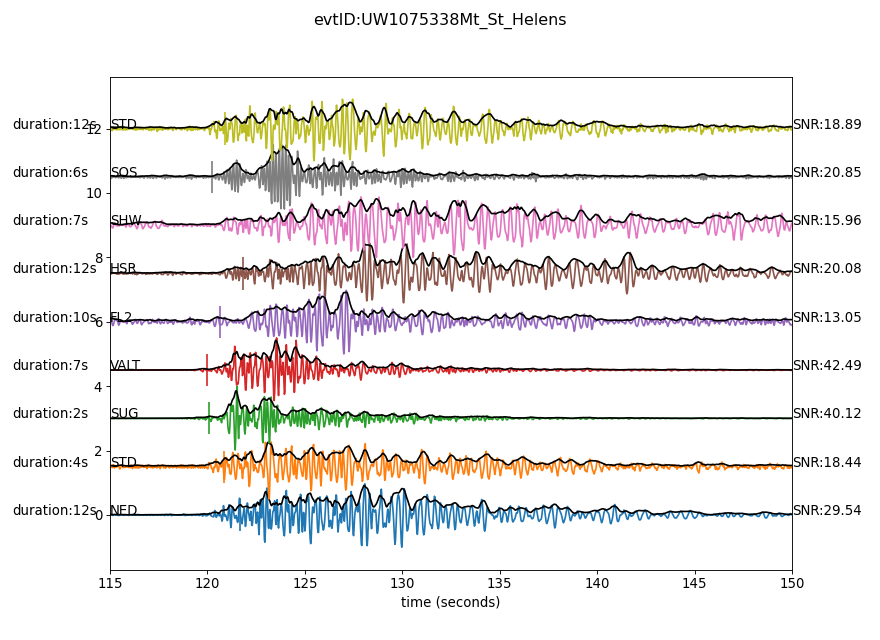 evtID:UW1075338Mt_St_Helens
duration:12s STD SNR:18.89
12
duration:6s SOS SNR:20.85
10
duration:7s SHW SNR:15.96
8
duration:12s HSR SNR:20.08
duration:10s FL2 SNR:13.05
6
duration:7s VALT SNR:42.49
4
duration:2s SUG SNR:40.12
2
duration:4s STD SNR:18.44
duration:12s NED SNR:29.54
0
115 120 125 130 135 140 145 150
time (seconds)